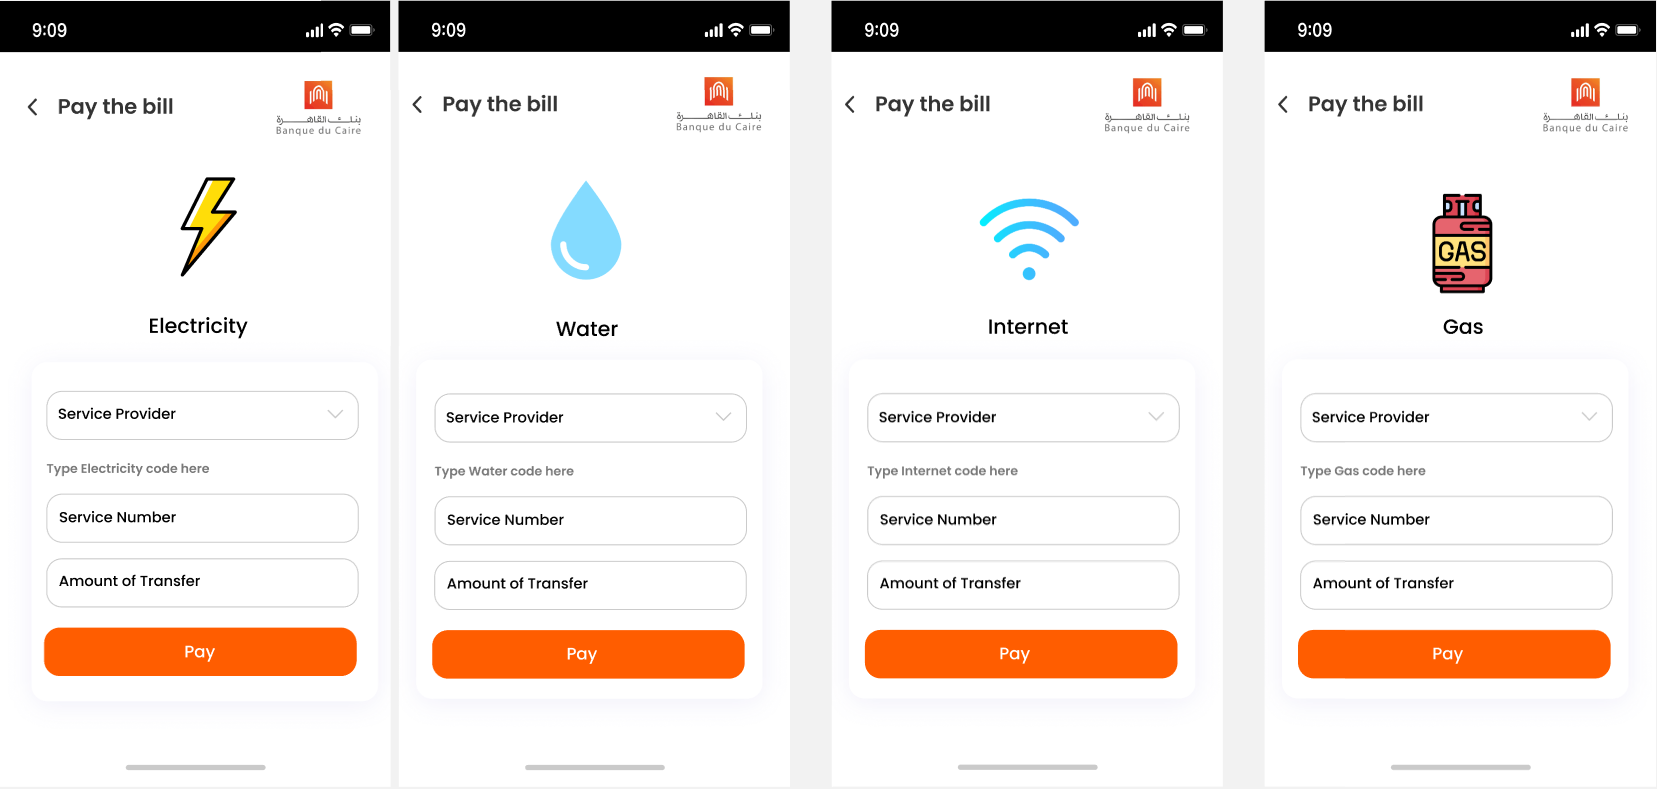 9:09
Pay the bill
بنك القاهرة
Banque du Caire
Electricity
Service Provider
Type Electricity code here
Service Number
Amount of Transfer
Pay
9:09
Pay the bill
بنك القاهرة
Banque du Caire
Water
Service Provider
Type Water code here
Service Number
Amount of Transfer
Pay
9:09
Pay the bill
بنك القاهرة
Banque du Caire
Internet
Service Provider
Type Internet code here
Service Number
Amount of Transfer
Pay
9:09
Pay the bill
بنك القاهرة
Banque du Caire
GAS
Gas
Service Provider
Type Gas code here
Service Number
Amount of Transfer
Pay